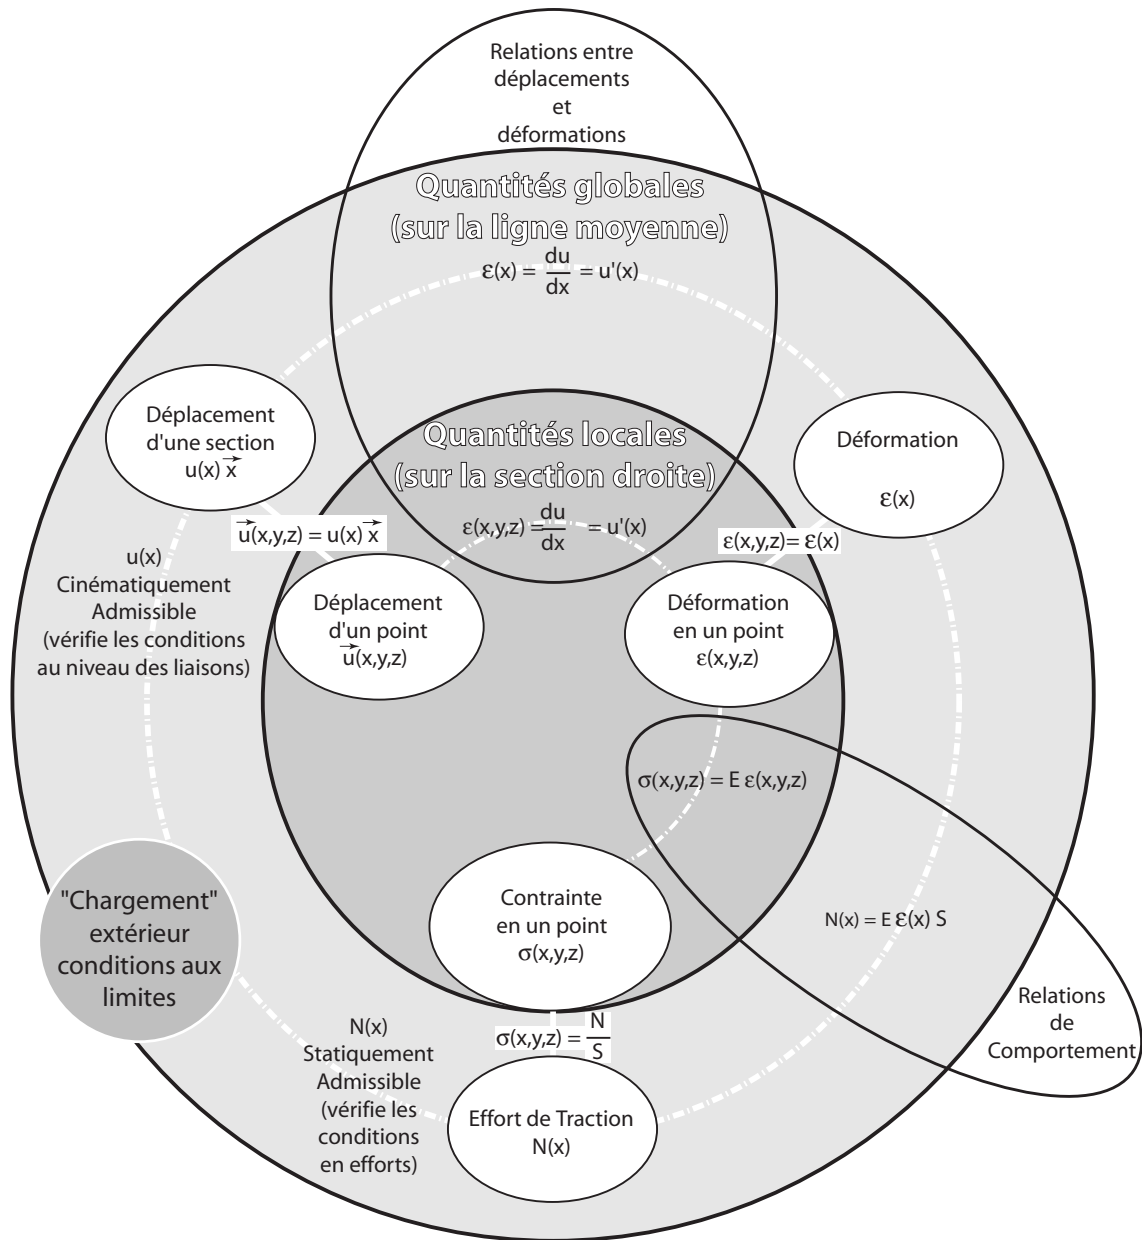 Relations entre
déplacements
et
déformations
Quantités globales
(sur la ligne moyenne)
ε(x) = du/dx = u'(x)
Déplacement
d'une section
u(x) x⃗
Déformation
ε(x)
Quantités locales
(sur la section droite)
ε(x,y,z) = du/dx = u'(x)
u⃗(x,y,z) = u(x) x⃗
ε(x,y,z)= ε(x)
u(x)
Cinématiquement
Admissible
(vérifie les conditions
au niveau des liaisons)
Déplacement
d'un point
u⃗(x,y,z)
Déformation
en un point
ε(x,y,z)
σ(x,y,z) = E ε(x,y,z)
"Chargement"
extérieur
conditions aux
limites
Contrainte
en un point
σ(x,y,z)
N(x) = E ε(x) S
Relations
de
Comportement
N(x)
Statiquement
Admissible
(vérifie les
conditions
en efforts)
σ(x,y,z) = N/S
Effort de Traction
N(x)